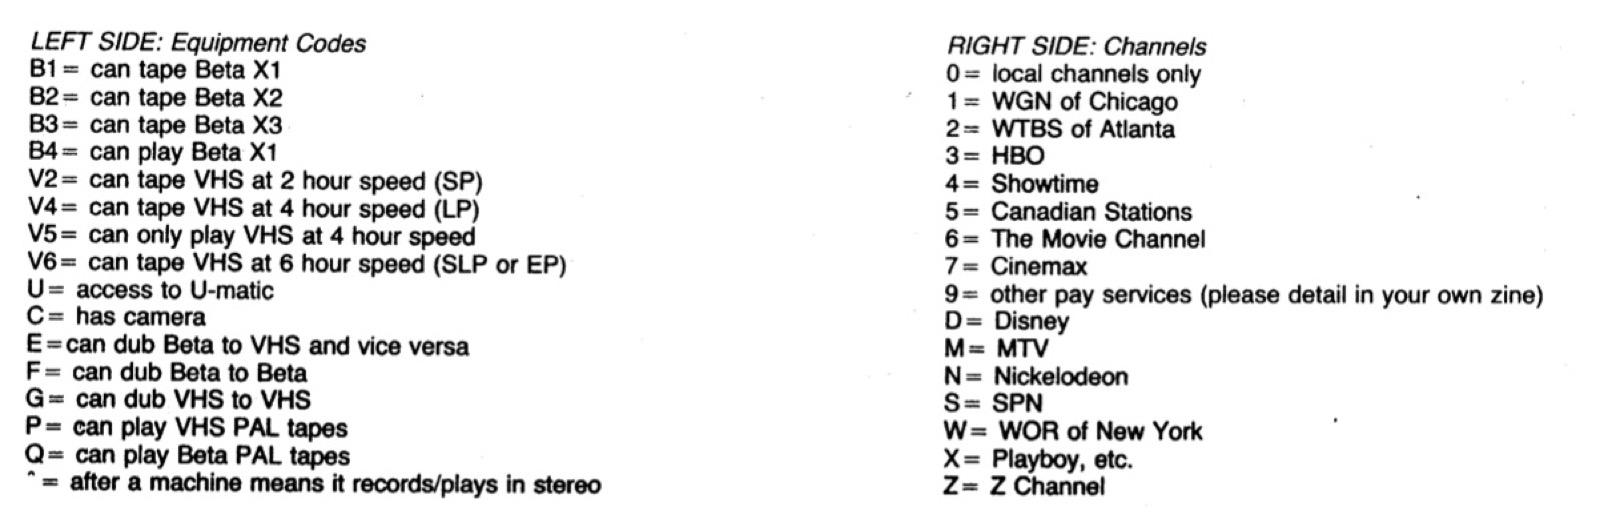 LEFT SIDE: Equipment Codes
B1= can tape Beta X1
B2= can tape Beta X2
B3= can tape Beta X3
B4= can play Beta X1
V2= can tape VHS at 2 hour speed (SP)
V4= can tape VHS at 4 hour speed (LP)
V5= can only play VHS at 4 hour speed
V6= can tape VHS at 6 hour speed (SLP or EP)
U= access to U-matic
C= has camera
E=can dub Beta to VHS and vice versa
F= can dub Beta to Beta
G= can dub VHS to VHS
P= can play VHS PAL tapes
Q= can play Beta PAL tapes
^= after a machine means it records/plays in stereo
RIGHT SIDE: Channels
0= local channels only
1= WGN of Chicago
2= WTBS of Atlanta
3= HBO
4= Showtime
5= Canadian Stations
6= The Movie Channel
7= Cinemax
9= other pay services (please detail in your own zine)
D= Disney
M= MTV
N= Nickelodeon
S= SPN
W= WOR of New York
X= Playboy, etc.
Z= Z Channel